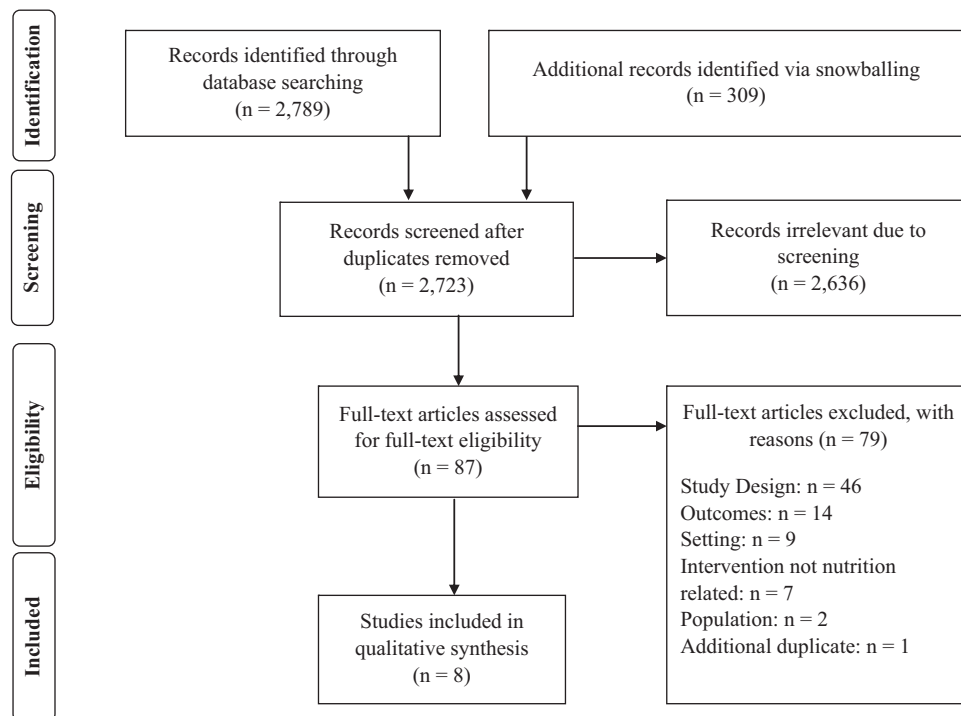 Identification
Records identified through
database searching
(n = 2,789)
Additional records identified via snowballing
(n = 309)
Screening
Records screened after
duplicates removed
(n = 2,723)
Records irrelevant due to
screening
(n = 2,636)
Eligibility
Full-text articles assessed
for full-text eligibility
(n = 87)
Full-text articles excluded, with
reasons (n = 79)
Study Design: n = 46
Outcomes: n = 14
Setting: n = 9
Intervention not nutrition
related: n = 7
Population: n = 2
Additional duplicate: n = 1
Included
Studies included in
qualitative synthesis
(n = 8)